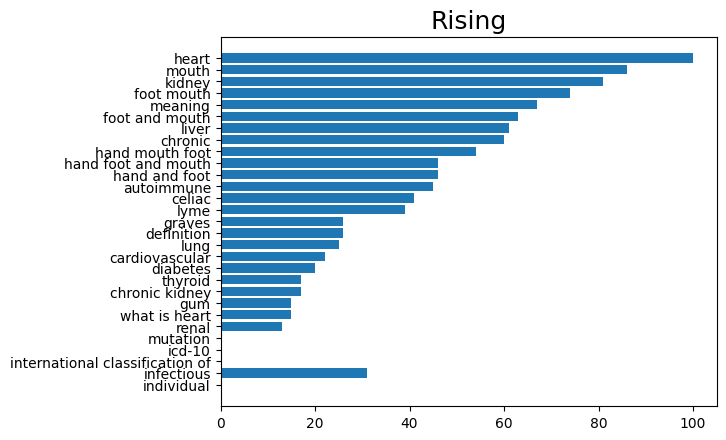 Rising
heart
mouth
kidney
foot mouth
meaning
foot and mouth
liver
chronic
hand mouth foot
hand foot and mouth
hand and foot
autoimmune
celiac
lyme
graves
definition
lung
cardiovascular
diabetes
thyroid
chronic kidney
gum
what is heart
renal
mutation
icd-10
international classification of
infectious
individual
0 20 40 60 80 100